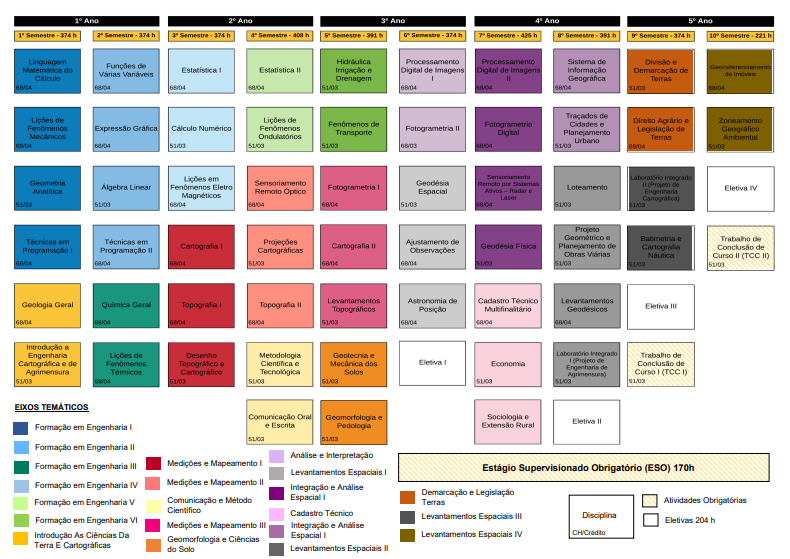 1º Ano
2º Ano
3º Ano
4º Ano
5º Ano
1º Semestre - 374 h
2º Semestre - 374 h
3º Semestre - 374 h
4º Semestre - 408 h
5º Semestre - 391 h
6º Semestre - 374 h
7º Semestre - 425 h
8º Semestre - 391 h
9º Semestre - 374 h
10º Semestre - 221 h
Linguagem
Matemática do
Cálculo
68/04
Funções de
Várias Variáveis
68/04
Estatística I
68/04
Estatística II
68/04
Hidráulica
Irrigação e
Drenagem
51/03
Processamento
Digital de Imagens
I
68/04
Processamento
Digital de Imagens
II
68/04
Sistema de
Informação
Geográfica
68/04
Divisão e
Demarcação de
Terras
51/03
Georreferenciamento
de Imóveis
68/04
Lições de
Fenômenos
Mecânicos
68/04
Expressão Gráfica
68/04
Cálculo Numérico
51/03
Lições de
Fenômenos
Ondulatórios
51/04
Fenômenos de
Transporte
51/03
Fotogrametria II
68/04
Fotogrametria
Digital
68/04
Traçados de
Cidades e
Planejamento
Urbano
51/03
Direito Agrário e
Legislação de
Terras
68/04
Zoneamento
Geográfico
Ambiental
51/03
Geometria
Analítica
51/03
Álgebra Linear
51/03
Lições em
Fenômenos Eletro
Magnéticos
68/04
Sensoriamento
Remoto Óptico
68/04
Fotogrametria I
68/04
Geodésia
Espacial
51/03
Sensoriamento
Remoto por Sistemas
Ativos – Radar e
Laser
68/04
Loteamento
51/03
Laboratório Integrado
II (Projeto de
Engenharia
Cartográfica)
51/03
Eletiva IV
Técnicas em
Programação I
68/04
Técnicas em
Programação II
68/04
Cartografia I
68/04
Projeções
Cartográficas
51/03
Cartografia II
68/04
Ajustamento de
Observações
68/04
Geodésia Física
51/03
Projeto
Geométrico e
Planejamento de
Obras Viárias
51/03
Batimetria e
Cartografia
Náutica
51/03
Trabalho de
Conclusão de
Curso II (TCC II)
51/03
Geologia Geral
68/04
Química Geral
68/04
Topografia I
51/03
Topografia II
68/04
Levantamentos
Topográficos
51/03
Astronomia de
Posição
68/04
Cadastro Técnico
Multifinalitário
68/04
Levantamentos
Geodésicos
68/04
Eletiva III
Introdução a
Engenharia
Cartográfica e de
Agrimensura
51/03
Lições de
Fenômenos
Térmicos
68/04
Desenho
Topográfico e
Cartográfico
51/03
Metodologia
Científica e
Tecnológica
51/03
Geotecnia e
Mecânica dos
Solos
51/03
Eletiva I
Economia
51/03
Laboratório Integrado
I (Projeto de
Engenharia de
Agrimensura)
51/03
Trabalho de
Conclusão de
Curso I (TCC I)
51/03
Comunicação Oral
e Escrita
51/03
Geomorfologia e
Pedologia
51/03
Sociologia e
Extensão Rural
51/03
Eletiva II
EIXOS TEMÁTICOS
Formação em Engenharia I
Formação em Engenharia II
Formação em Engenharia III
Formação em Engenharia IV
Formação em Engenharia V
Formação em Engenharia VI
Introdução As Ciências Da
Terra E Cartográficas
Medições e Mapeamento I
Medições e Mapeamento II
Comunicação e Método
Científico
Medições e Mapeamento III
Geomorfologia e Ciências
do Solo
Análise e Interpretação
Levantamentos Espaciais I
Integração e Análise
Espacial I
Cadastro Técnico
Integração e Análise
Espacial I
Levantamentos Espaciais II
Estágio Supervisionado Obrigatório (ESO) 170h
Demarcação e Legislação
Terras
Levantamentos Espaciais III
Levantamentos Espaciais IV
Disciplina
CH/Crédito
Atividades Obrigatórias
Eletivas 204 h